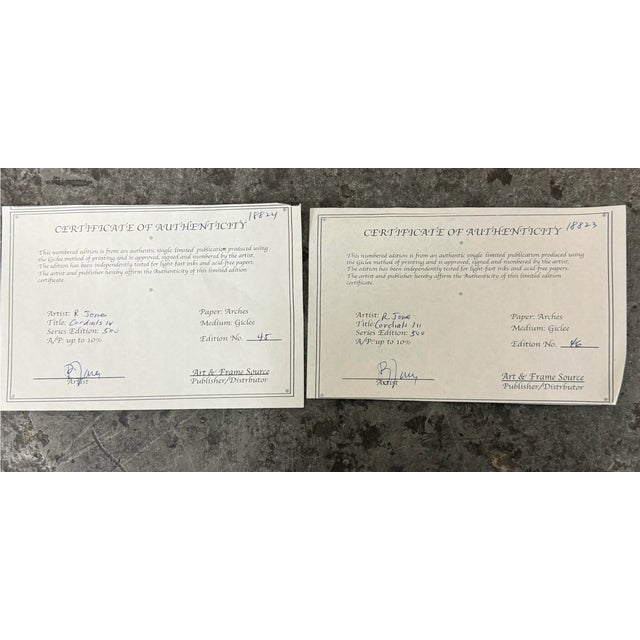 18824
CERTIFICATE OF AUTHENTICITY
This numbered edition is from an authentic single limited publication produced using
the Giclee method of printing and is approved, signed and numbered by the artist.
The edition has been independently tested for light-fast inks and acid-free papers.
The artist and publisher hereby affirm the Authenticity of this limited edition
certificate.
Artist: R Jones
Title: Cordials IV
Series Edition: 500
A/P: up to 10%
Paper: Arches
Medium: Giclee
Edition No. 45
Artist
Art & Frame Source
Publisher/Distributor
18823
CERTIFICATE OF AUTHENTICITY
This numbered edition is from an authentic single limited publication produced using
the Giclee method of printing and is approved, signed and numbered by the artist.
The edition has been independently tested for light-fast inks and acid-free papers.
The artist and publisher hereby affirm the Authenticity of this limited edition
certificate.
Artist: R. Jones
Title: Cordials III
Series Edition: 500
A/P: up to 10%
Paper: Arches
Medium: Giclee
Edition No. 46
Artist
Art & Frame Source
Publisher/Distributor